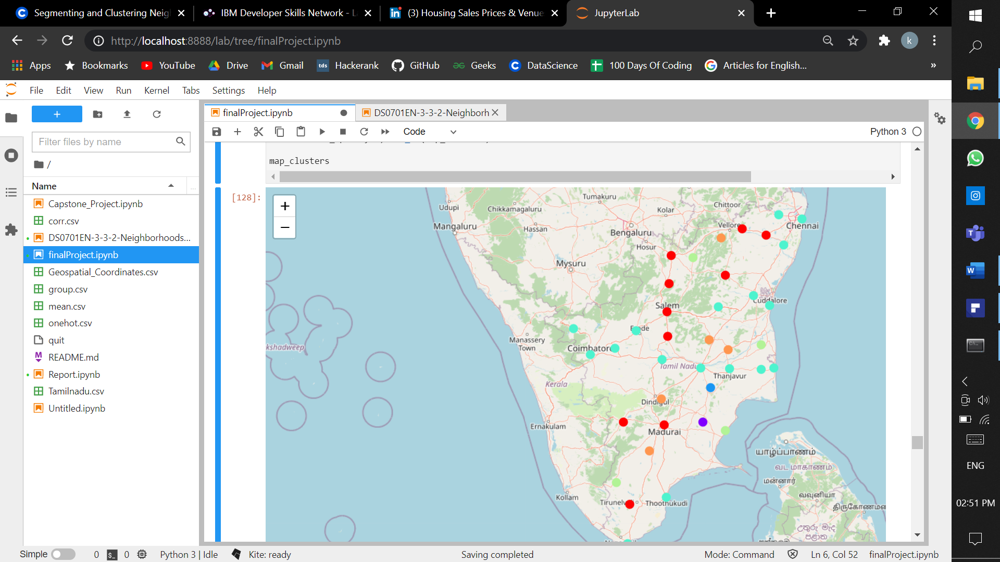 Segmenting and Clustering Neigh
IBM Developer Skills Network - L
(3) Housing Sales Prices & Venue
JupyterLab
http://localhost:8888/lab/tree/finalProject.ipynb
k
Apps
Bookmarks
YouTube
Drive
Gmail
tds
Hackerank
GitHub
Geeks
DataScience
100 Days Of Coding
Articles for English...
»
File
Edit
View
Run
Kernel
Tabs
Settings
Help
finalProject.ipynb
DS0701EN-3-3-2-Neighborh
Code
Python 3
Filter files by name
/
Name
Capstone_Project.ipynb
corr.csv
DS0701EN-3-3-2-Neighborhoods...
finalProject.ipynb
Geospatial_Coordinates.csv
group.csv
mean.csv
onehot.csv
quit
README.md
Report.ipynb
Tamilnadu.csv
Untitled.ipynb
map_clusters
[128]:
+
−
Tumakuru
Udupi
Chikkamagaluru
Kolar
Chittoor
Mangaluru
Hassan
Bengaluru
Vellore
Chennai
Hosur
Mysuru
Salem
Cuddalore
Manassery
Town
Coimbatore
kshadweep
Tamil Nadu
Thanjavur
Kerala
Dindigul
Ernakulam
Madurai
யாழ்ப்பாணம்
வட மாகாணம்
மன்னார்
வவுனியா
Kollam
Thoothukudi
ENG
02:51 PM
Simple
0
0
Python 3 | Idle
Kite: ready
Saving completed
Mode: Command
Ln 6, Col 52
finalProject.ipynb